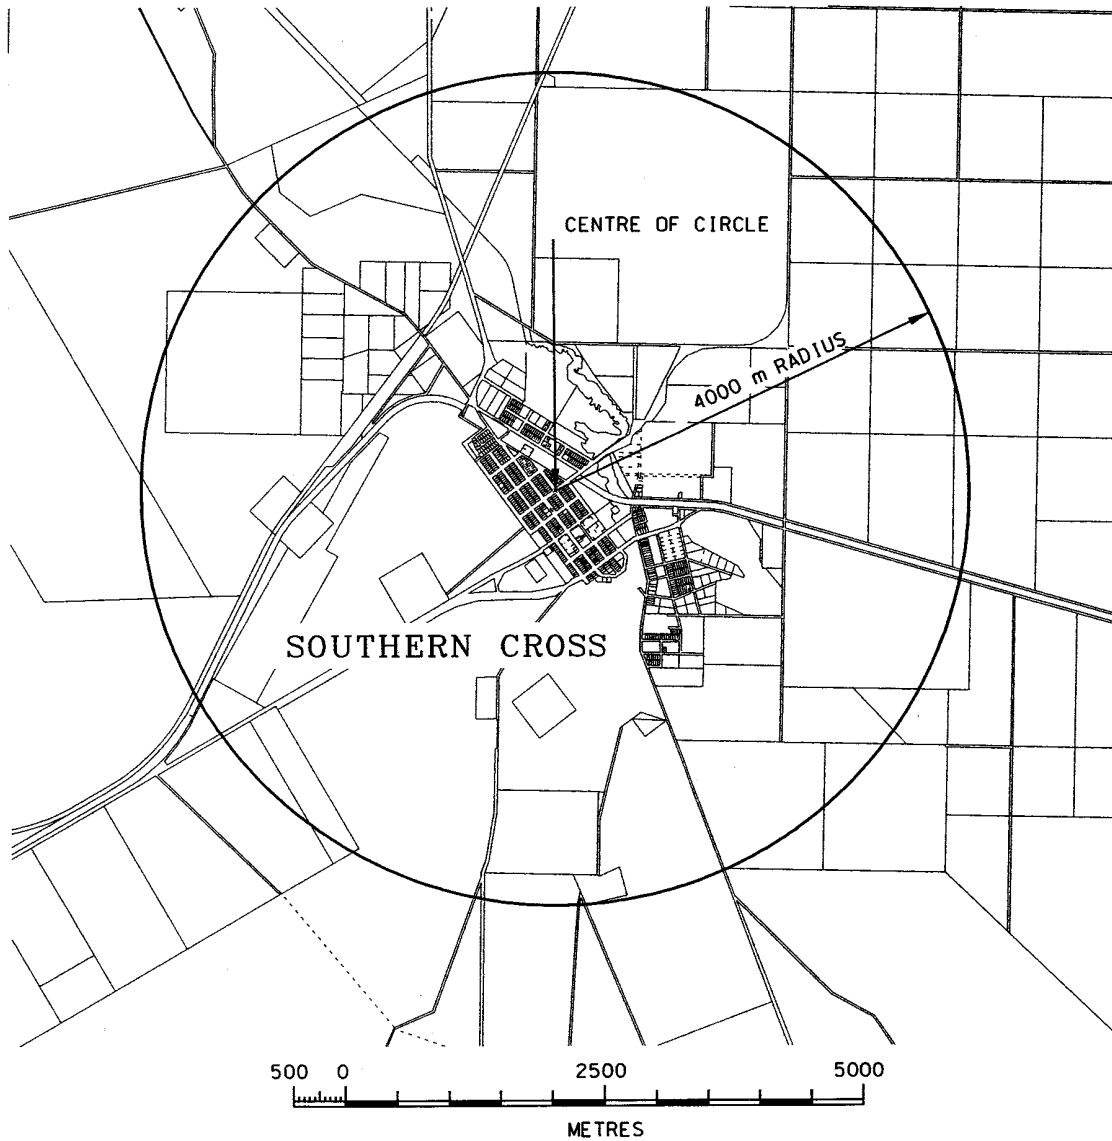 CENTRE OF CIRCLE
4000 m RADIUS
SOUTHERN CROSS
500 0 2500 5000
METRES